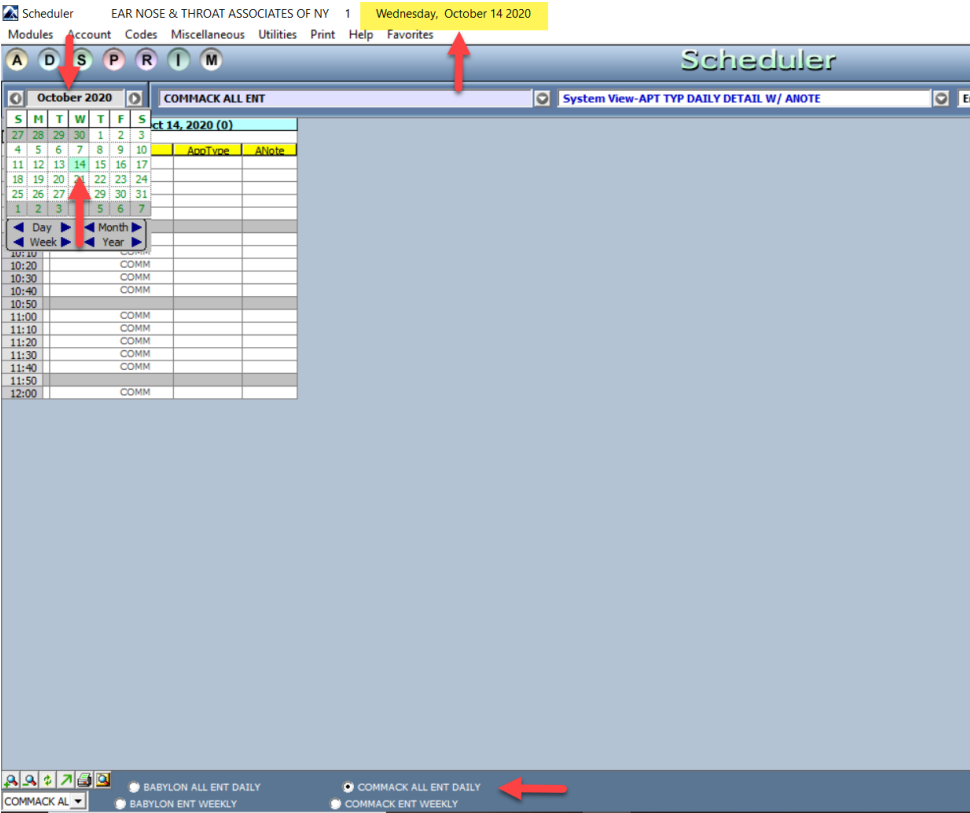 Scheduler EAR NOSE & THROAT ASSOCIATES OF NY 1 Wednesday, October 14 2020
Modules Account Codes Miscellaneous Utilities Print Help Favorites
A D S P R I M Scheduler
October 2020 COMMACK ALL ENT System View-APT TYP DAILY DETAIL W/ ANOTE
S M T W T F S
ct 14, 2020 (0)
27 28 29 30 1 2 3
4 5 6 7 8 9 10 AppType ANote
11 12 13 14 15 16 17
18 19 20 21 22 23 24
25 26 27 29 30 31
1 2 3 5 6 7
Day Month
Week Year
10:10 COMM
10:20 COMM
10:30 COMM
10:40 COMM
10:50
11:00 COMM
11:10 COMM
11:20 COMM
11:30 COMM
11:40 COMM
11:50
12:00 COMM
BABYLON ALL ENT DAILY COMMACK ALL ENT DAILY
COMMACK AL BABYLON ENT WEEKLY COMMACK ENT WEEKLY